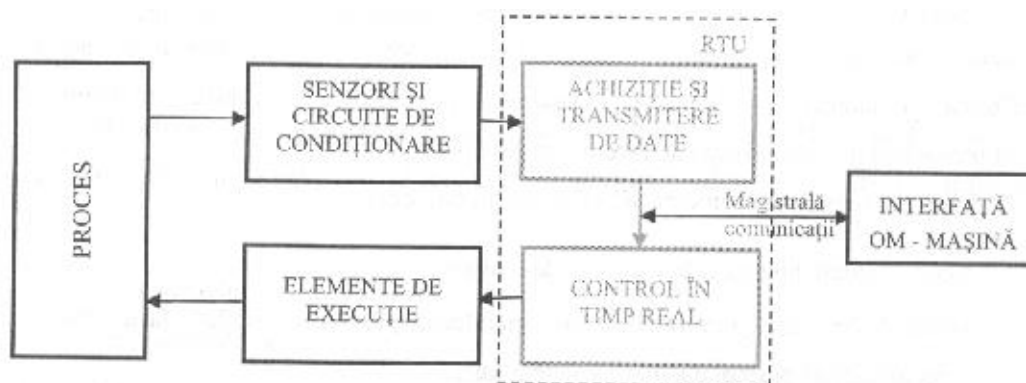 RTU
PROCES
SENZORI ȘI
CIRCUITE DE
CONDIȚIONARE
ACHIZIȚIE ȘI
TRANSMITERE
DE DATE
Magistrală
comunicații
INTERFAȚĂ
OM - MAȘINĂ
ELEMENTE DE
EXECUȚIE
CONTROL ÎN
TIMP REAL